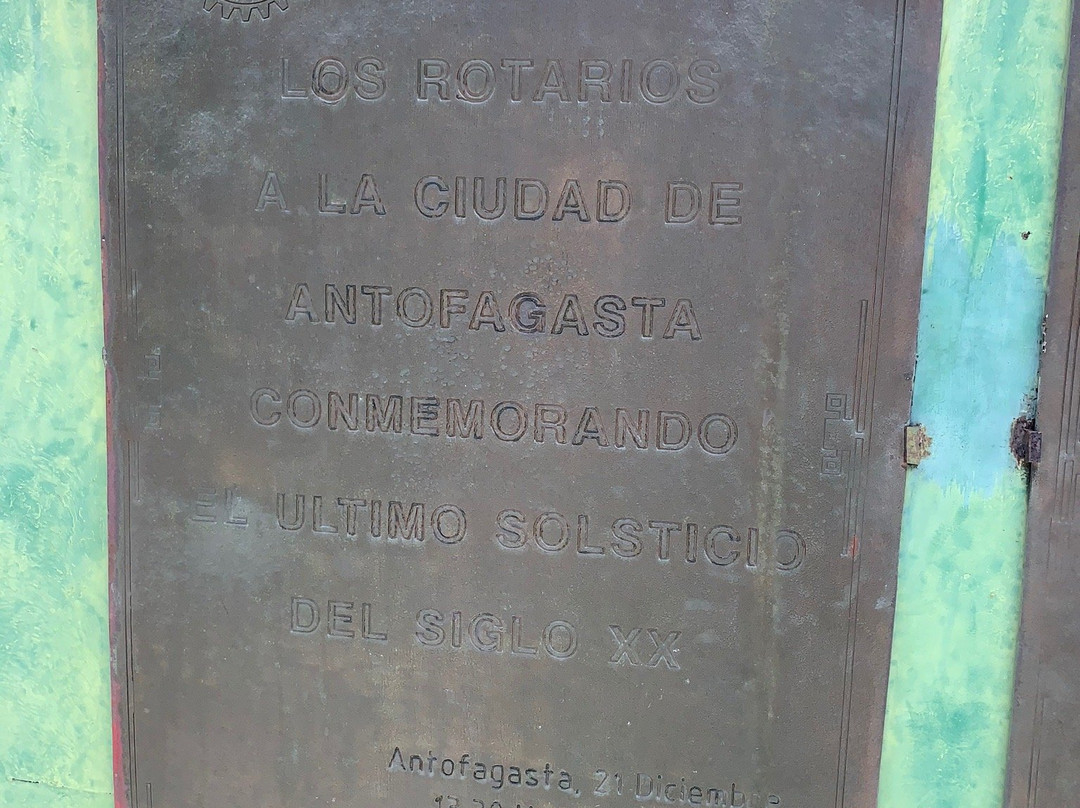 LOS ROTARIOS
A LA CIUDAD DE
ANTOFAGASTA
CONMEMORANDO
EL ULTIMO SOLSTICIO
DEL SIGLO XX
Antofagasta, 21 Diciembre